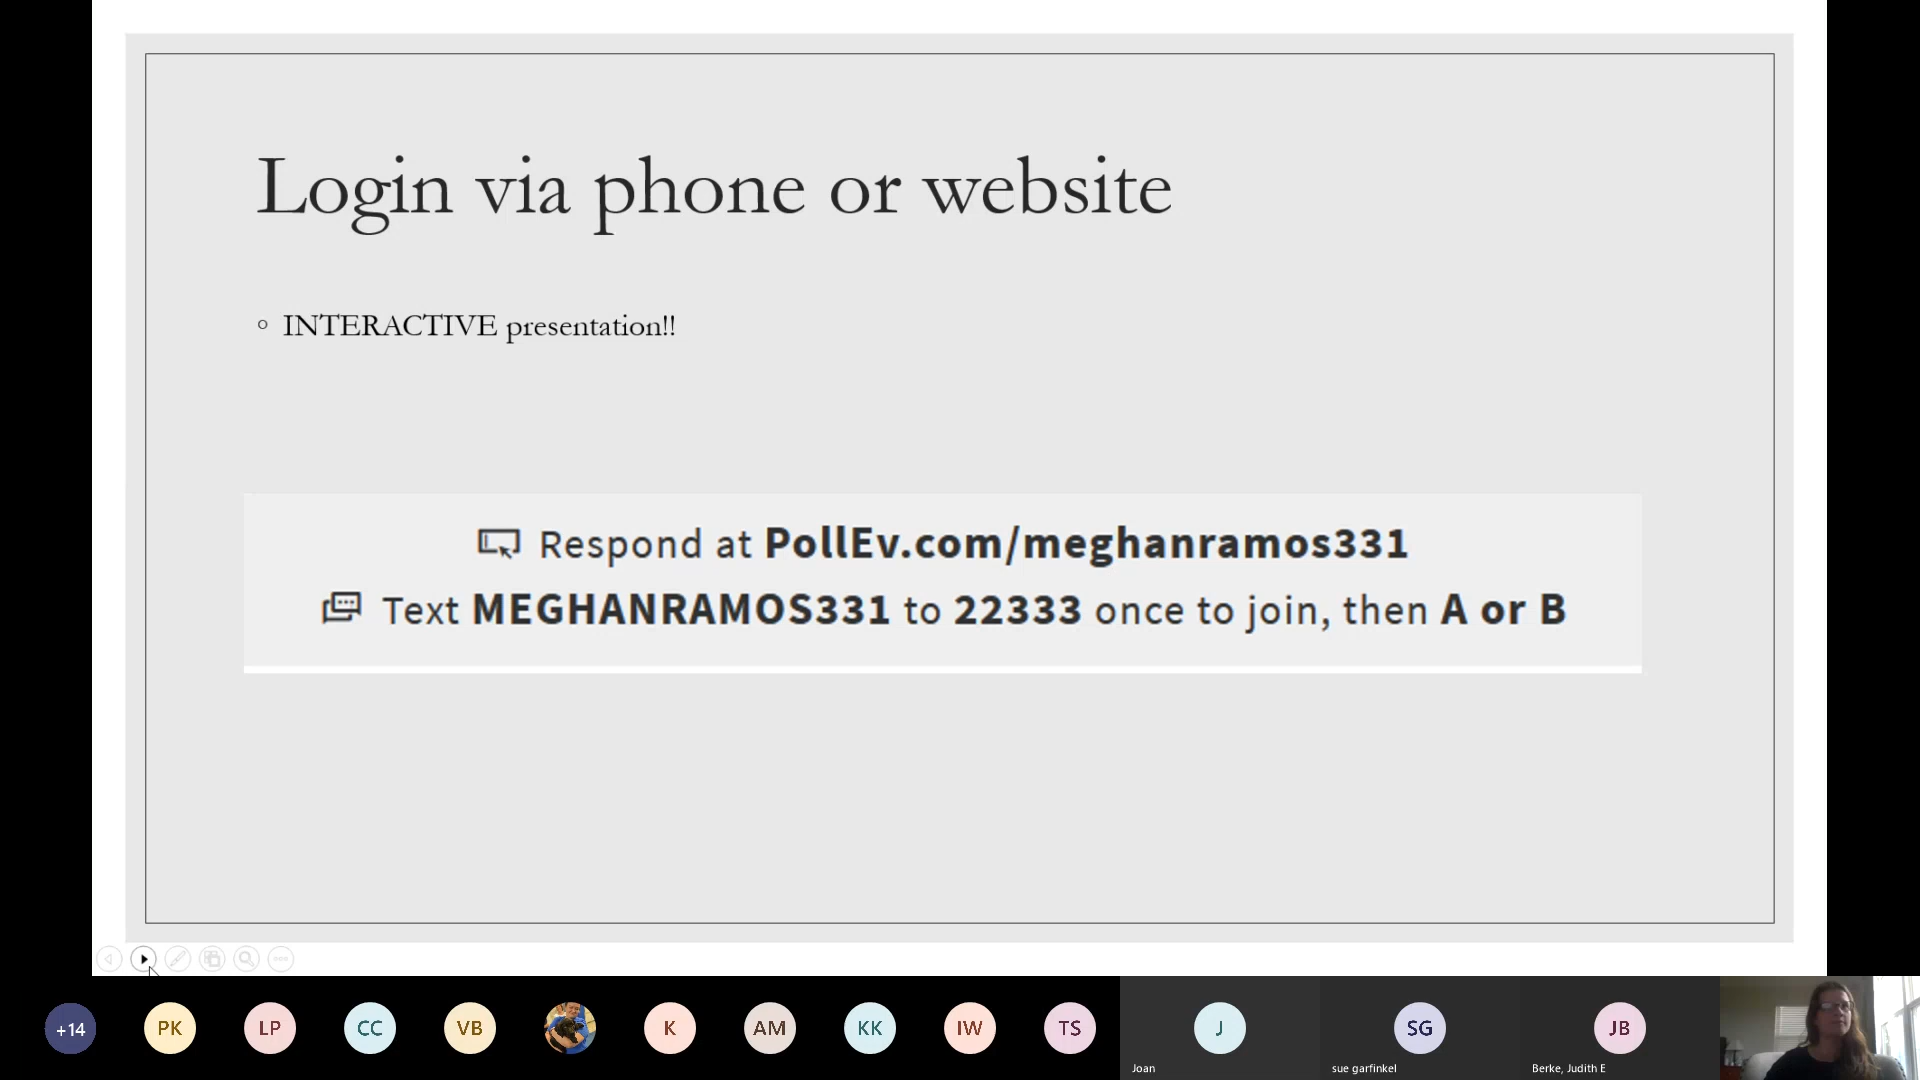 Login via phone or website
INTERACTIVE presentation!!
Respond at PollEv.com/meghanramos331
Text MEGHANRAMOS331 to 22333 once to join, then A or B
+14
PK
LP
CC
VB
K
AM
KK
IW
TS
J
SG
JB
Joan
sue garfinkel
Berke, Judith E